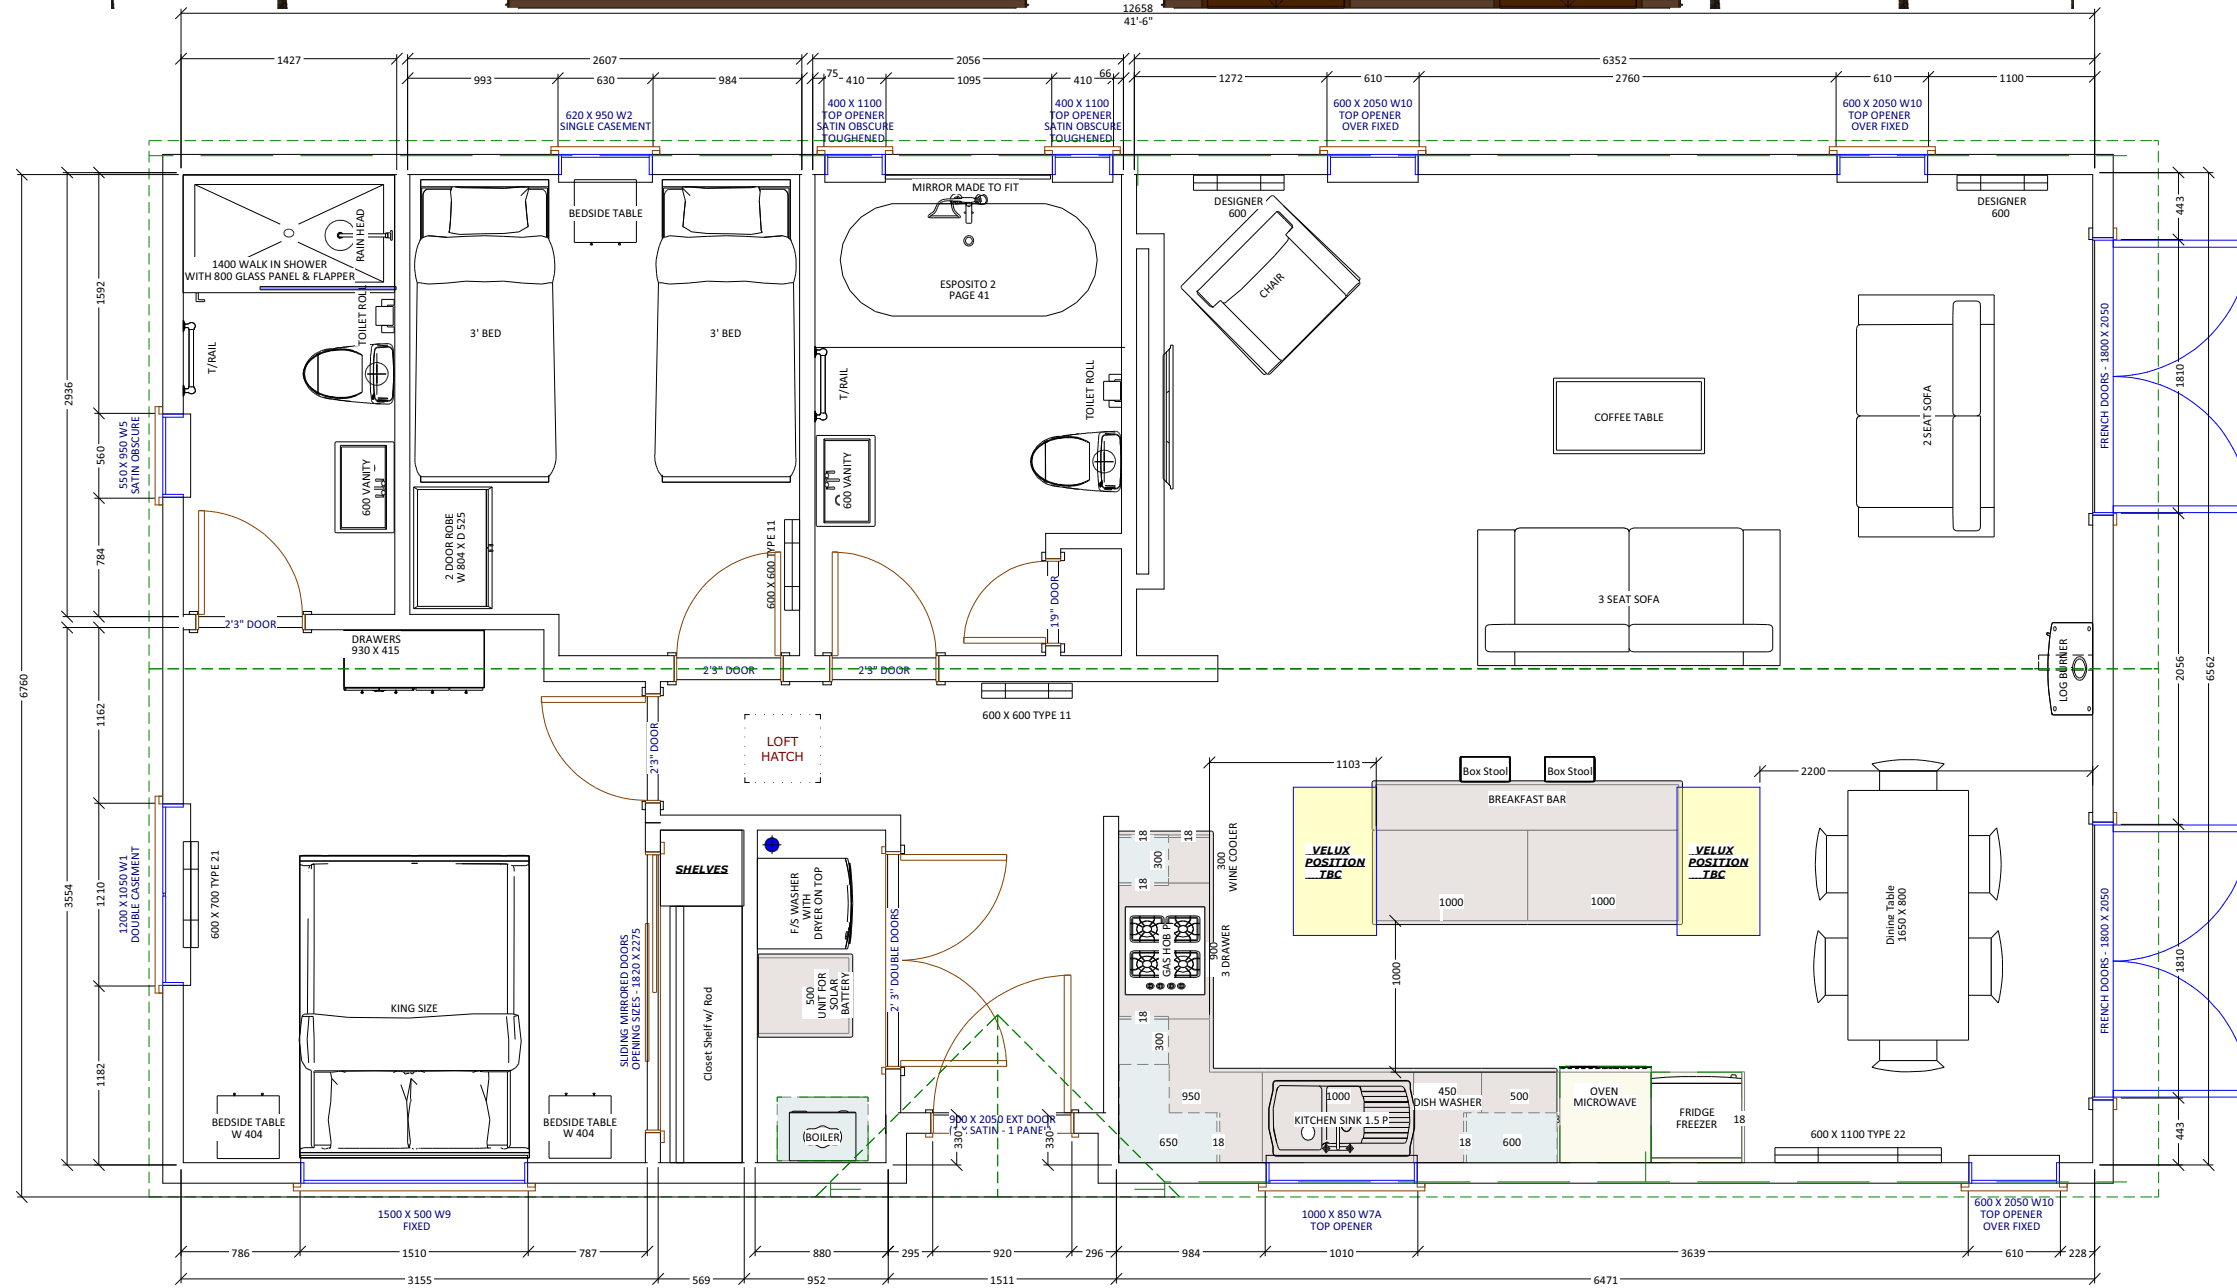 12658
41'-6"
1427
2607
2056
6352
993
630
984
75
410
1095
410
66
1272
610
2760
610
1100
620 X 950 W2
SINGLE CASEMENT
400 X 1100
TOP OPENER
SATIN OBSCURE
TOUGHENED
400 X 1100
TOP OPENER
SATIN OBSCURE
TOUGHENED
600 X 2050 W10
TOP OPENER
OVER FIXED
600 X 2050 W10
TOP OPENER
OVER FIXED
6760
2936
3554
1592
560
784
1162
1210
1182
550 X 950 W5
SATIN OBSCURE
1200 X 1050 W1
DOUBLE CASEMENT
RAIN HEAD
1400 WALK IN SHOWER
WITH 800 GLASS PANEL & FLAPPER
TOILET ROLL
T/RAIL
600 VANITY
2'3" DOOR
BEDSIDE TABLE
3' BED
3' BED
2 DOOR ROBE
W 804 X D 525
600 X 600 TYPE 11
2'3" DOOR
MIRROR MADE TO FIT
ESPOSITO 2
PAGE 41
T/RAIL
TOILET ROLL
600 VANITY
1'9" DOOR
2'3" DOOR
DESIGNER
600
DESIGNER
600
CHAIR
COFFEE TABLE
2 SEAT SOFA
3 SEAT SOFA
LOG BURNER
FRENCH DOORS - 1800 X 2050
FRENCH DOORS - 1800 X 2050
443
1810
2056
1810
443
6562
DRAWERS
930 X 415
2'3" DOOR
LOFT
HATCH
600 X 600 TYPE 11
600 X 700 TYPE 21
KING SIZE
BEDSIDE TABLE
W 404
BEDSIDE TABLE
W 404
SLIDING MIRRORED DOORS
OPENING SIZES - 1820 X 2275
SHELVES
Closet Shelf w/ Rod
F/S WASHER
WITH
DRYER ON TOP
500
UNIT FOR
SOLAR
BATTERY
BOILER
2' 3" DOUBLE DOORS
900 X 2050 EXT DOOR
SATIN - 1 PANE
330
330
1103
2200
Box Stool
Box Stool
BREAKFAST BAR
VELUX
POSITION
TBC
VELUX
POSITION
TBC
1000
1000
1000
18
18
300
300
WINE COOLER
18
GAS HOB
900
3 DRAWER
18
300
950
650
18
1000
KITCHEN SINK 1.5 P
450
DISH WASHER
500
18
600
OVEN
MICROWAVE
FRIDGE
FREEZER
18
Dining Table
1650 X 800
600 X 1100 TYPE 22
1500 X 500 W9
FIXED
1000 X 850 W7A
TOP OPENER
600 X 2050 W10
TOP OPENER
OVER FIXED
786
1510
787
880
295
920
296
984
1010
3639
610
228
3155
569
952
1511
6471